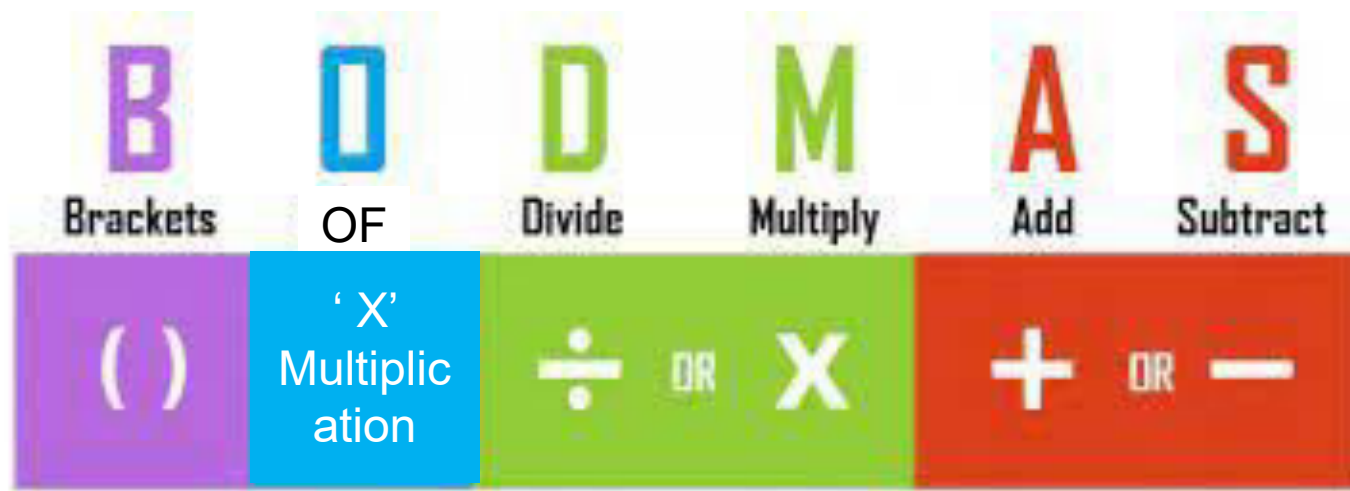 B O D M A S
Brackets OF Divide Multiply Add Subtract
( ) ‘ X’ ÷ OR X + OR −
Multiplic
ation